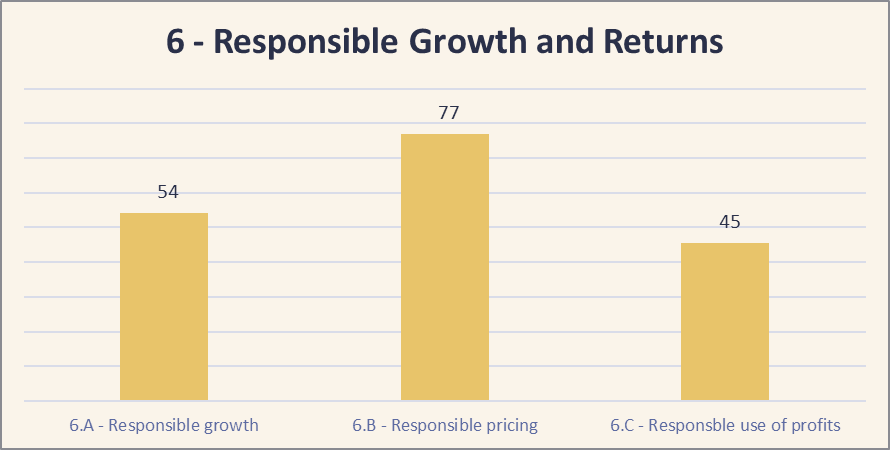 6 - Responsible Growth and Returns
77
54
45
6.A - Responsible growth
6.B - Responsible pricing
6.C - Responsble use of profits